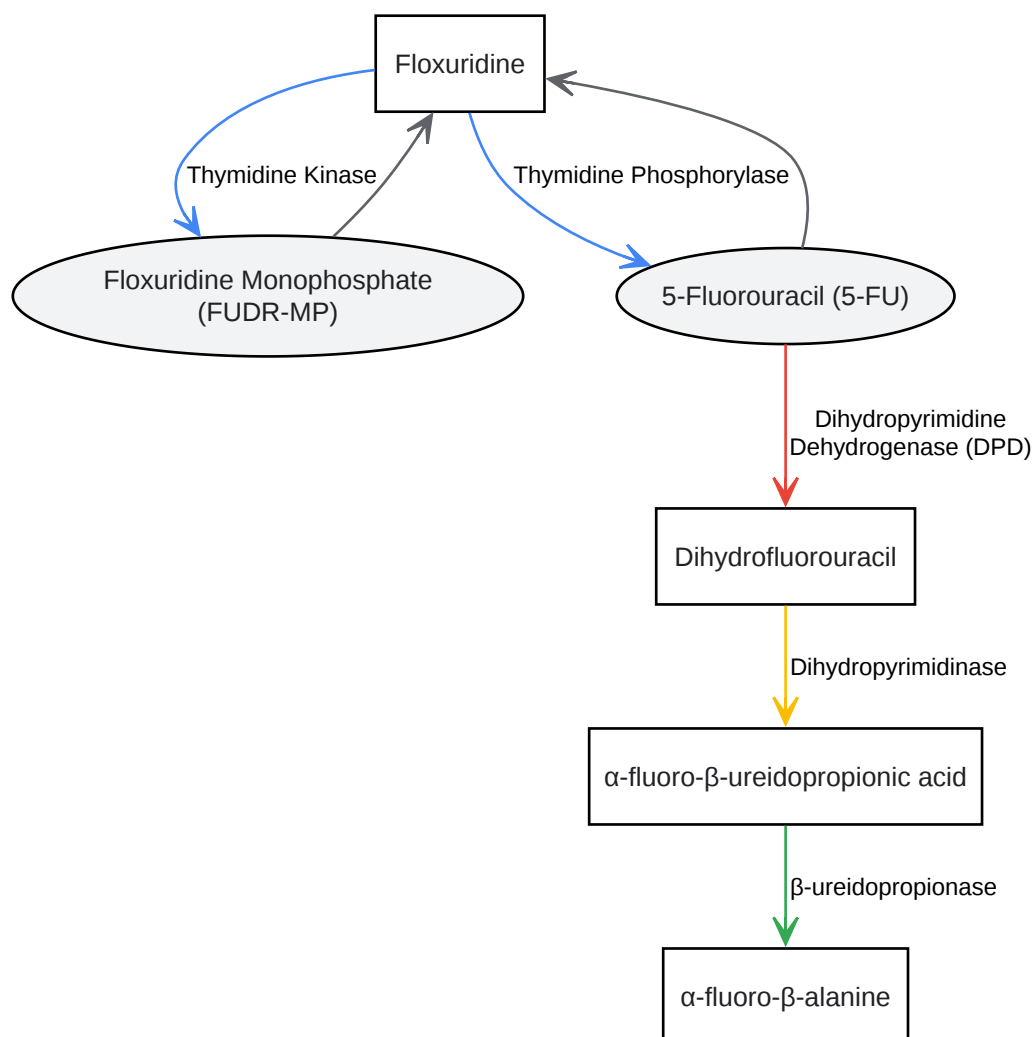 Floxuridine
Thymidine Kinase
Thymidine Phosphorylase
Floxuridine Monophosphate
(FUDR-MP)
5-Fluorouracil (5-FU)
Dihydropyrimidine
Dehydrogenase (DPD)
Dihydrofluorouracil
Dihydropyrimidinase
α-fluoro-β-ureidopropionic acid
β-ureidopropionase
α-fluoro-β-alanine